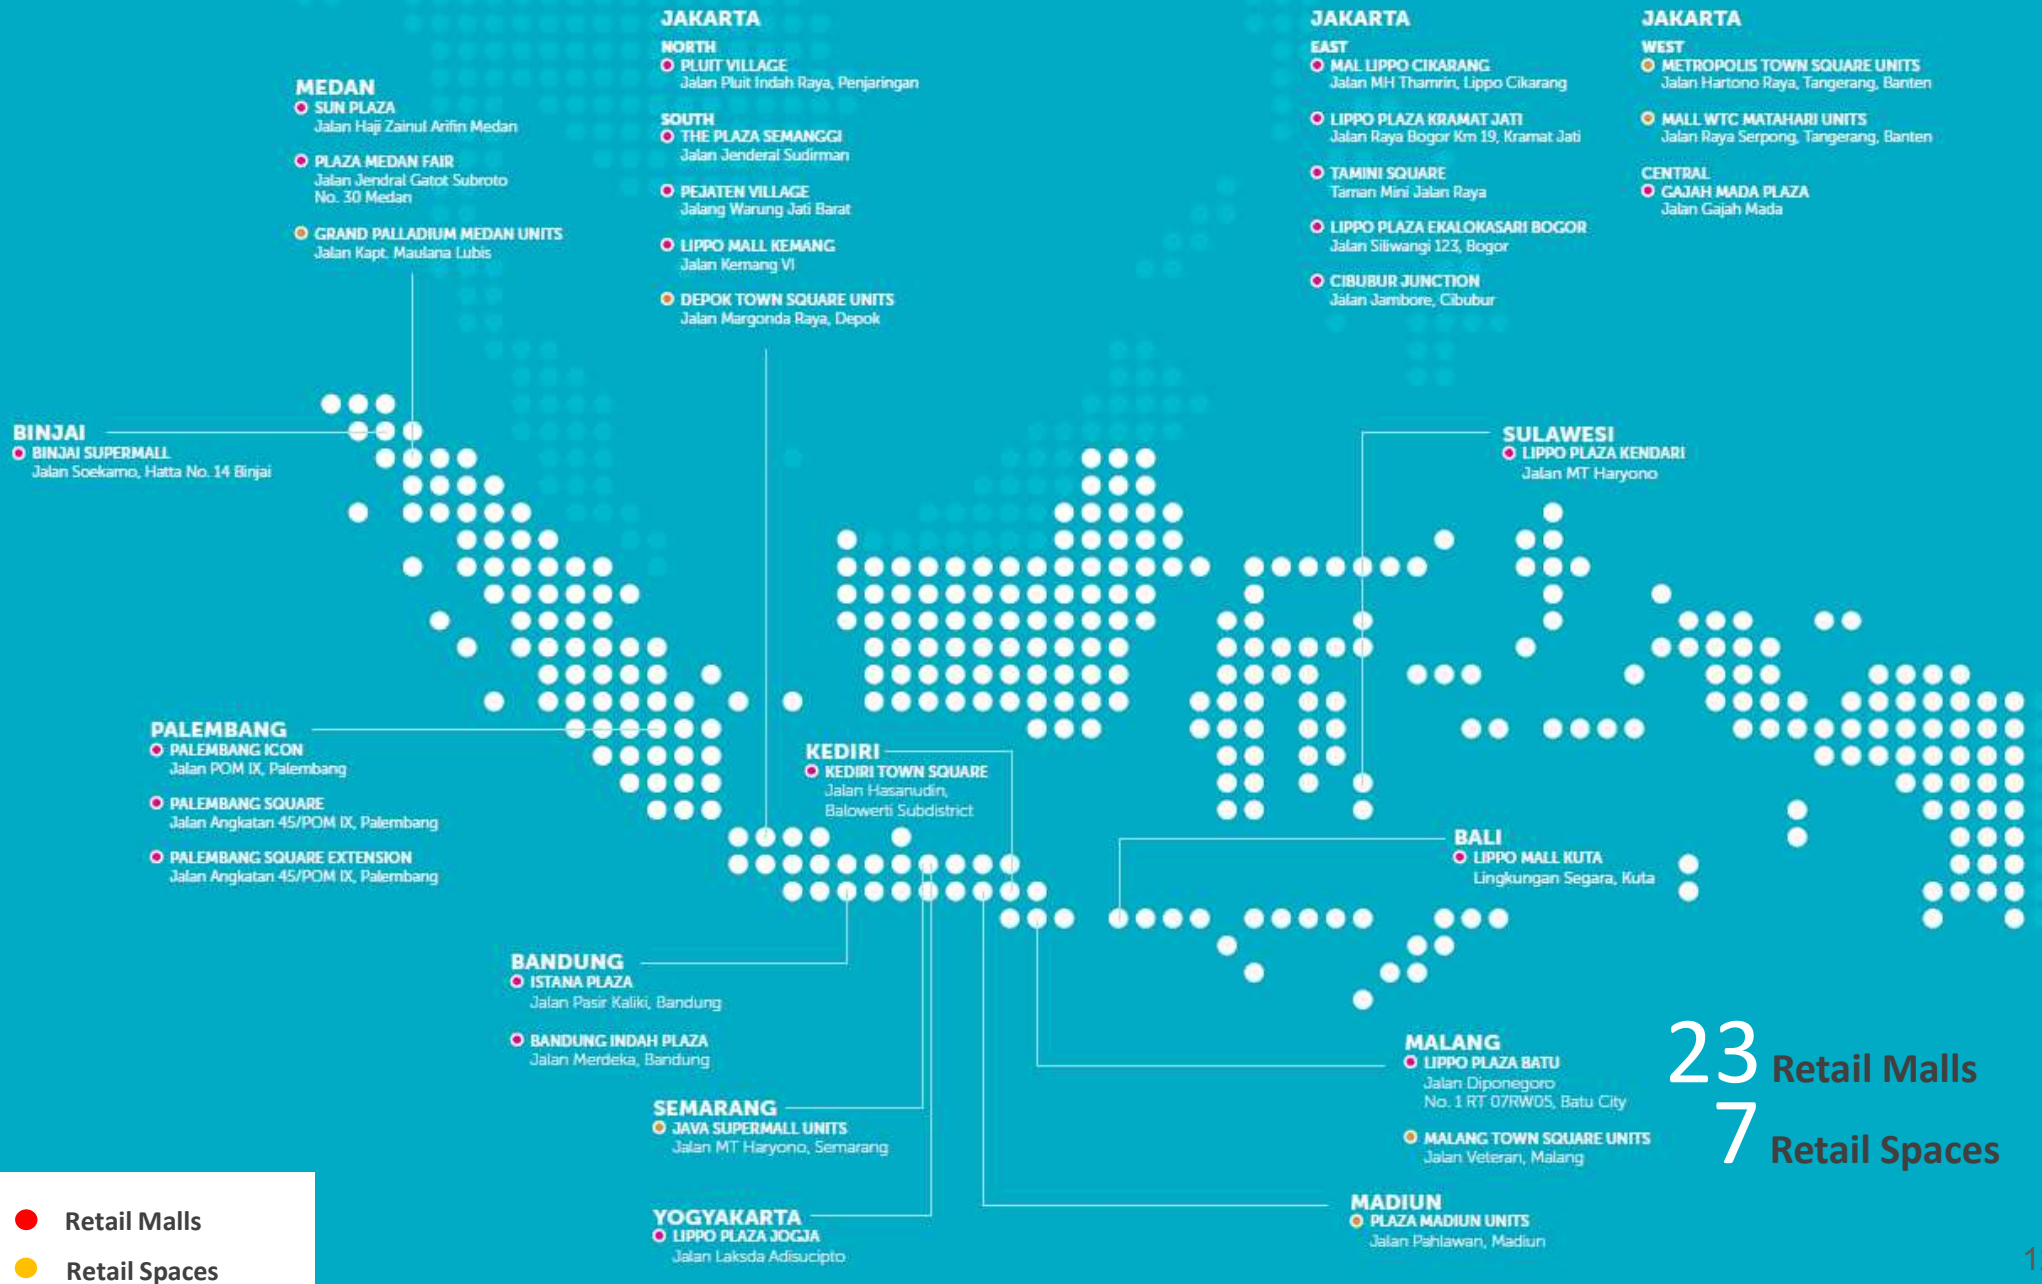 JAKARTA
NORTH
PLUIT VILLAGE
Jalan Pluit Indah Raya, Penjaringan
SOUTH
THE PLAZA SEMANGGI
Jalan Jenderal Sudirman
PEJATEN VILLAGE
Jalang Warung Jati Barat
LIPPO MALL KEMANG
Jalan Kemang VI
DEPOK TOWN SQUARE UNITS
Jalan Margonda Raya, Depok
JAKARTA
EAST
MAL LIPPO CIKARANG
Jalan MH Thamrin, Lippo Cikarang
LIPPO PLAZA KRAMAT JATI
Jalan Raya Bogor Km 19, Kramat Jati
TAMINI SQUARE
Taman Mini Jalan Raya
LIPPO PLAZA EKALOKASARI BOGOR
Jalan Siliwangi 123, Bogor
CIBUBUR JUNCTION
Jalan Jambore, Cibubur
JAKARTA
WEST
METROPOLIS TOWN SQUARE UNITS
Jalan Hartono Raya, Tangerang, Banten
MALL WTC MATAHARI UNITS
Jalan Raya Serpong, Tangerang, Banten
CENTRAL
GAJAH MADA PLAZA
Jalan Gajah Mada
MEDAN
SUN PLAZA
Jalan Haji Zainul Arifin Medan
PLAZA MEDAN FAIR
Jalan Jendral Gatot Subroto
No. 30 Medan
GRAND PALLADIUM MEDAN UNITS
Jalan Kapt. Maulana Lubis
BINJAI
BINJAI SUPERMALL
Jalan Soekarno, Hatta No. 14 Binjai
SULAWESI
LIPPO PLAZA KENDARI
Jalan MT Haryono
PALEMBANG
PALEMBANG ICON
Jalan POM IX, Palembang
PALEMBANG SQUARE
Jalan Angkatan 45/POM IX, Palembang
PALEMBANG SQUARE EXTENSION
Jalan Angkatan 45/POM IX, Palembang
KEDIRI
KEDIRI TOWN SQUARE
Jalan Hasanudin,
Balowerti Subdistrict
BALI
LIPPO MALL KUTA
Lingkungan Segara, Kuta
BANDUNG
ISTANA PLAZA
Jalan Pasir Kaliki, Bandung
BANDUNG INDAH PLAZA
Jalan Merdeka, Bandung
SEMARANG
JAVA SUPERMALL UNITS
Jalan MT Haryono, Semarang
YOGYAKARTA
LIPPO PLAZA JOGJA
Jalan Laksda Adisucipto
MALANG
LIPPO PLAZA BATU
Jalan Diponegoro
No. 1 RT 07RW05, Batu City
MALANG TOWN SQUARE UNITS
Jalan Veteran, Malang
MADIUN
PLAZA MADIUN UNITS
Jalan Pahlawan, Madiun
23 Retail Malls
7 Retail Spaces
Retail Malls
Retail Spaces
1